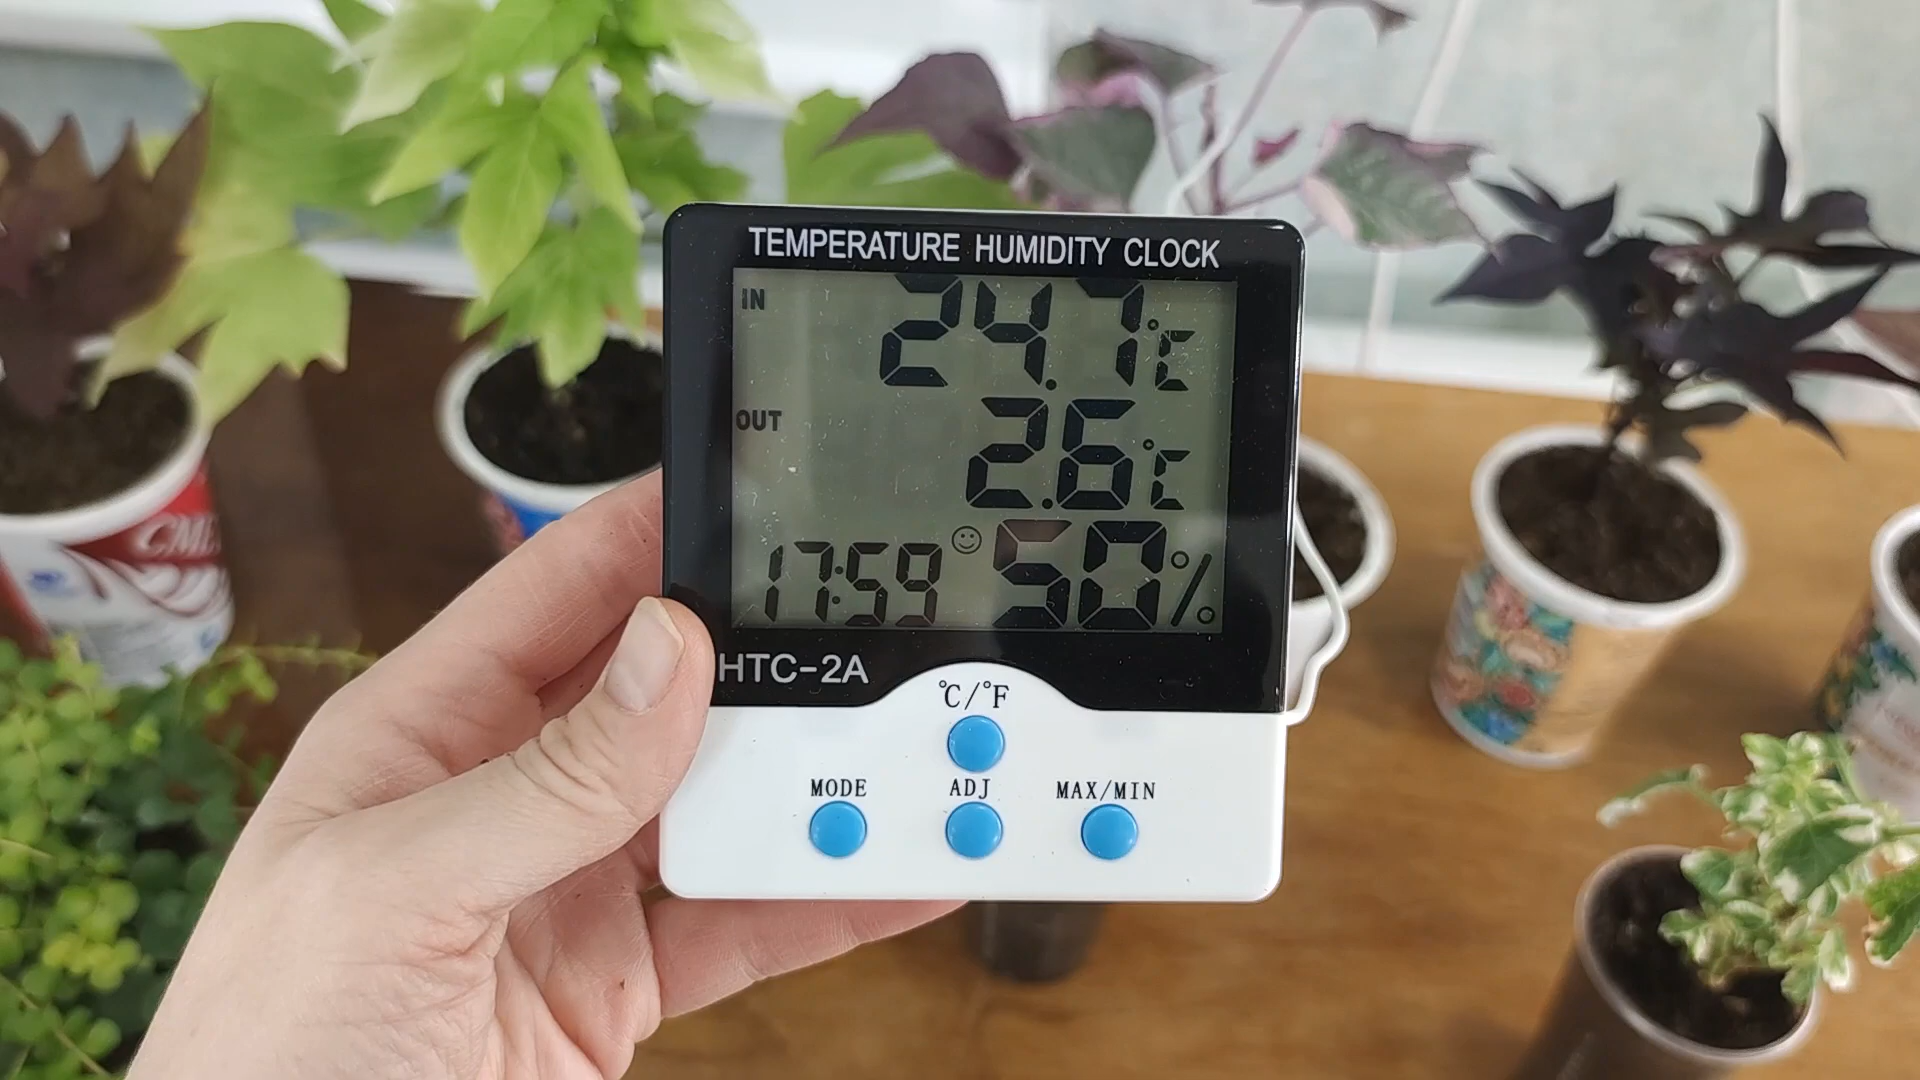 TEMPERATURE HUMIDITY CLOCK
IN 24.7°C
OUT 2.6°C
17:59 50%
HTC-2A
°C/°F
MODE ADJ MAX/MIN